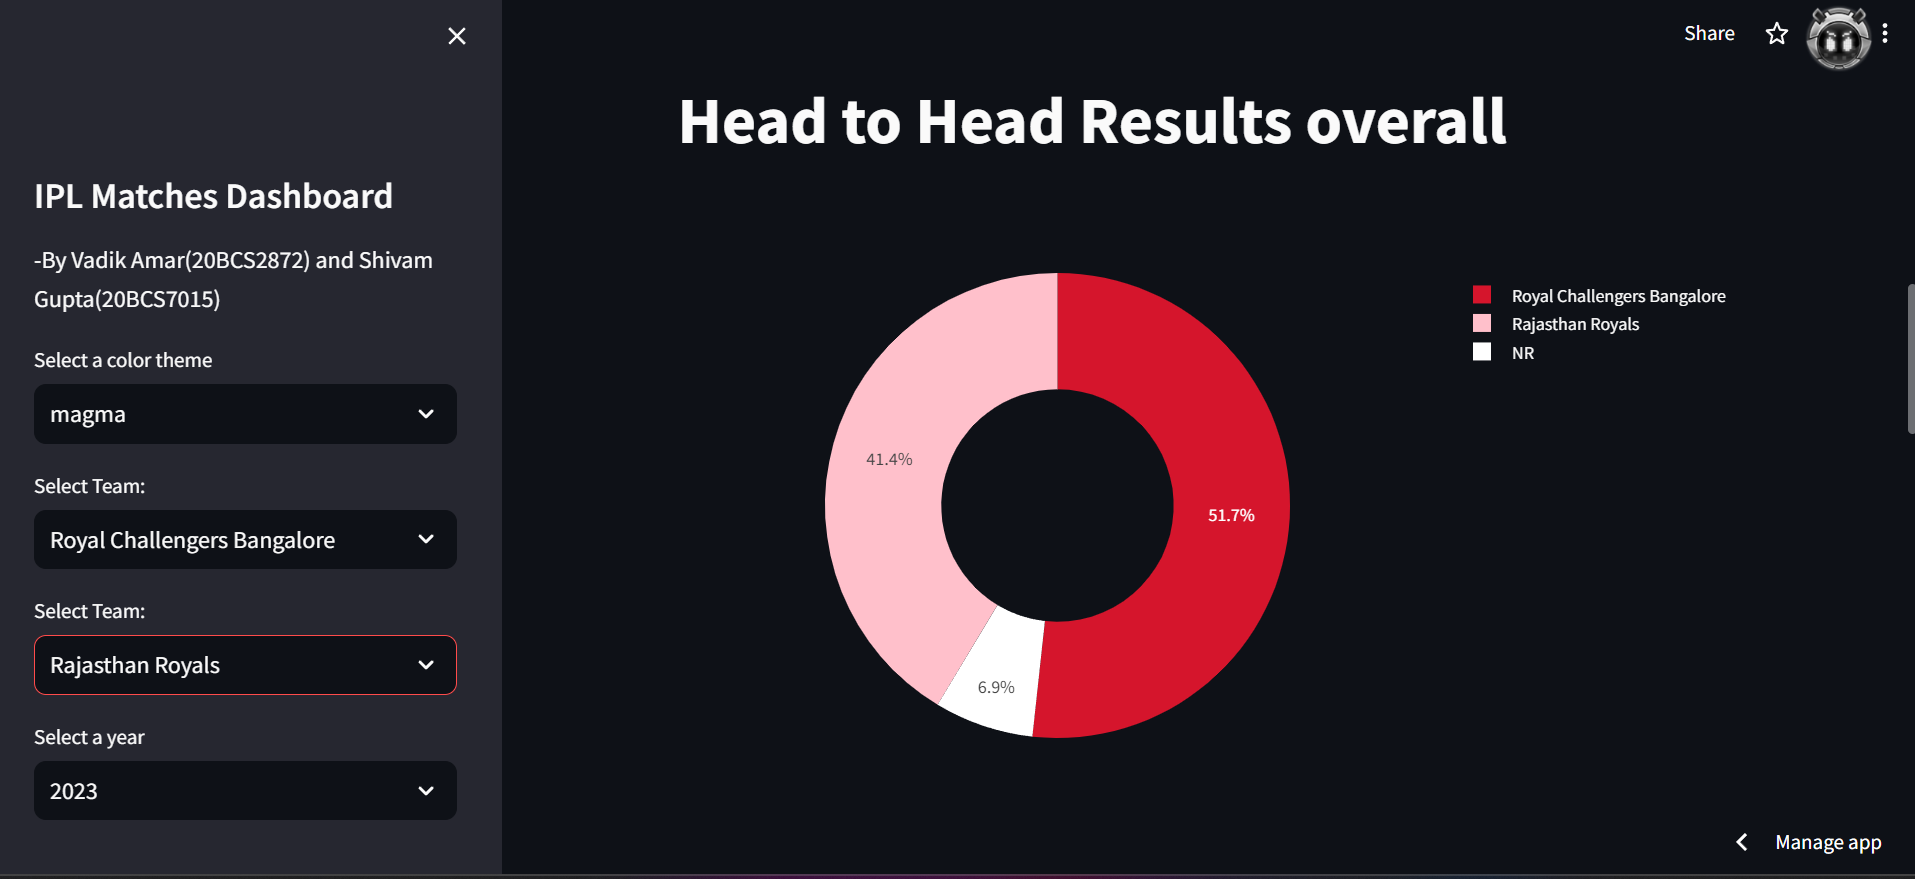 Share
IPL Matches Dashboard
-By Vadik Amar(20BCS2872) and Shivam
Gupta(20BCS7015)
Select a color theme
magma
Select Team:
Royal Challengers Bangalore
Select Team:
Rajasthan Royals
Select a year
2023
Head to Head Results overall
41.4%
51.7%
6.9%
Royal Challengers Bangalore
Rajasthan Royals
NR
Manage app